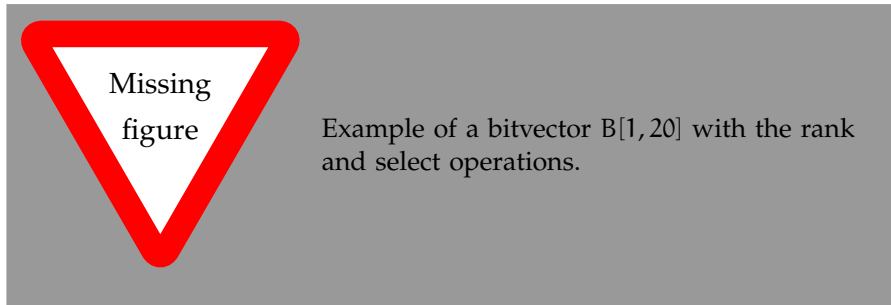 Missing
figure
Example of a bitvector B[1, 20] with the rank
and select operations.